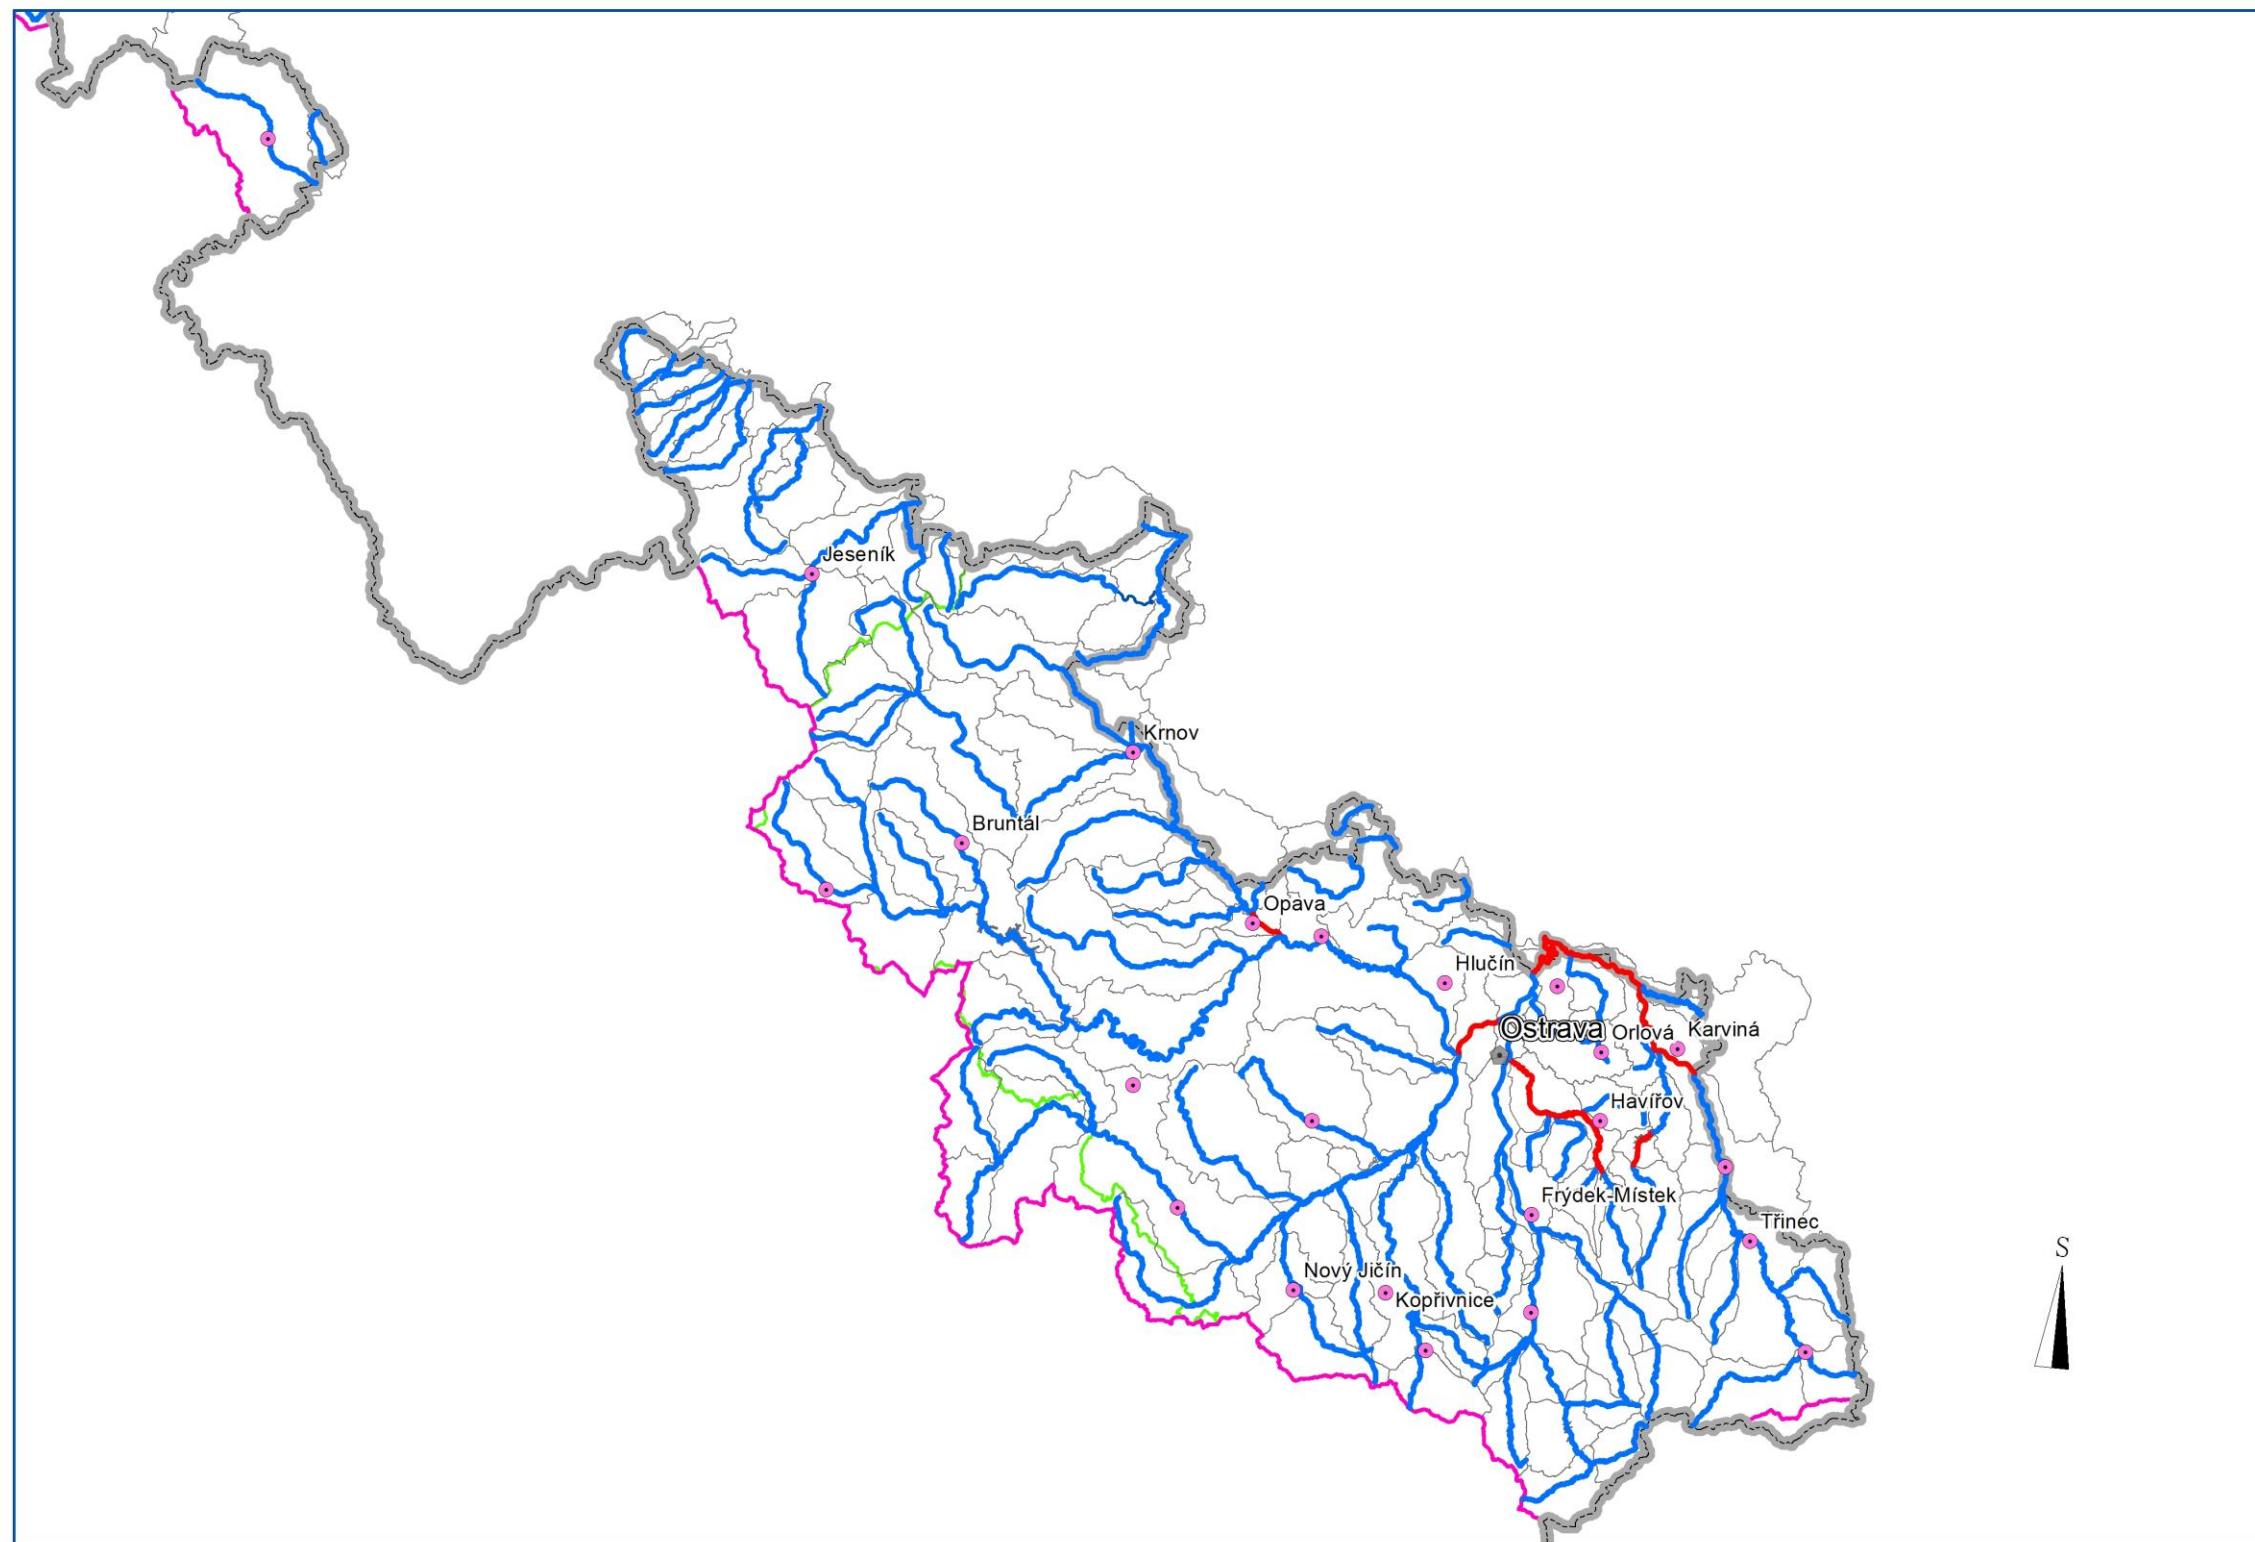 Jeseník
Krnov
Bruntál
Opava
Hlučín
Ostrava
Orlová
Karviná
Havířov
Frýdek-Místek
Třinec
S
Nový Jičín
Kopřivnice